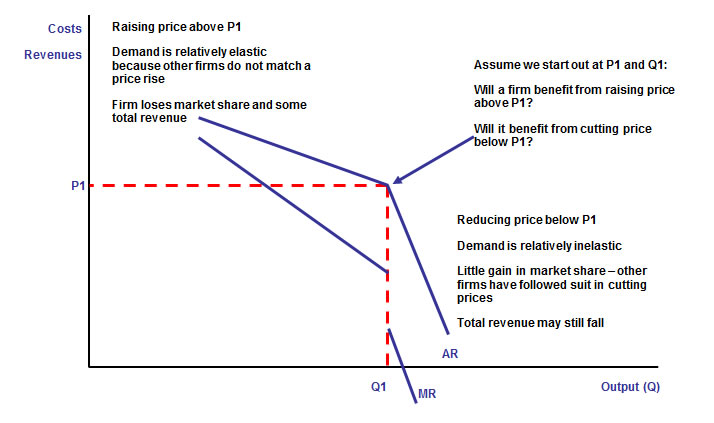 Costs
Revenues
Raising price above P1
Demand is relatively elastic
because other firms do not match a
price rise
Firm loses market share and some
total revenue
Assume we start out at P1 and Q1:
Will a firm benefit from raising price
above P1?
Will it benefit from cutting price
below P1?
P1
Reducing price below P1
Demand is relatively inelastic
Little gain in market share – other
firms have followed suit in cutting
prices
Total revenue may still fall
AR
Q1
MR
Output (Q)